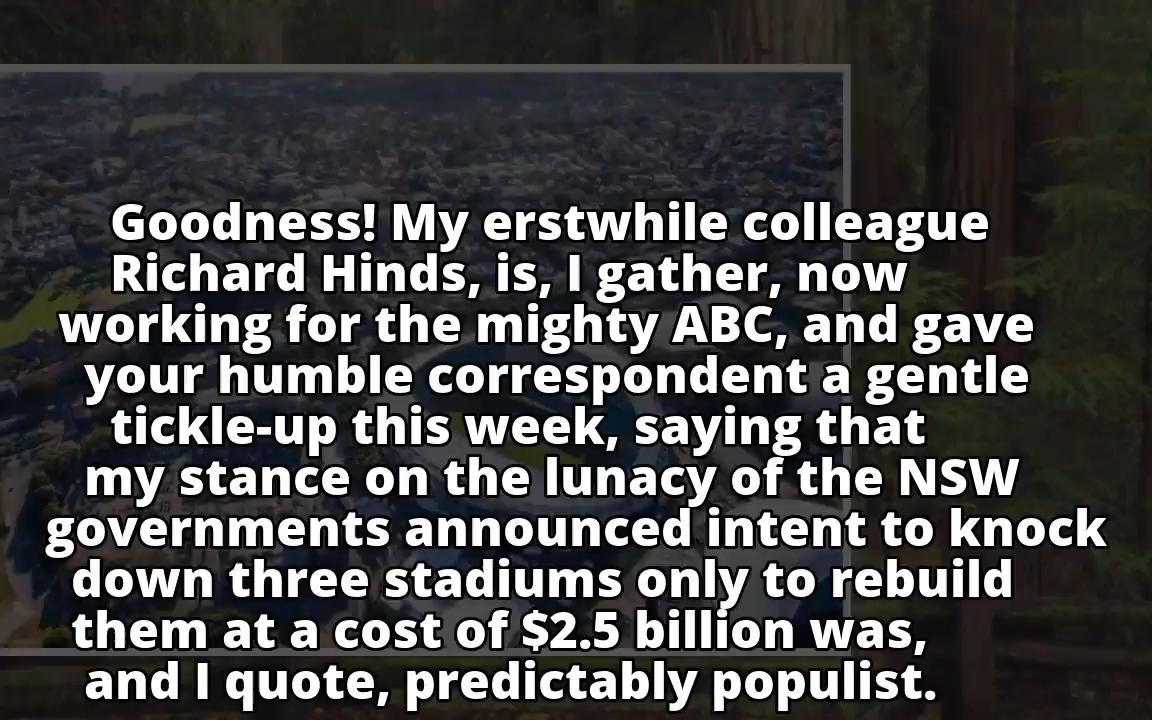 Goodness! My erstwhile colleague
Richard Hinds, is, I gather, now
working for the mighty ABC, and gave
your humble correspondent a gentle
tickle-up this week, saying that
my stance on the lunacy of the NSW
governments announced intent to knock
down three stadiums only to rebuild
them at a cost of $2.5 billion was,
and I quote, predictably populist.